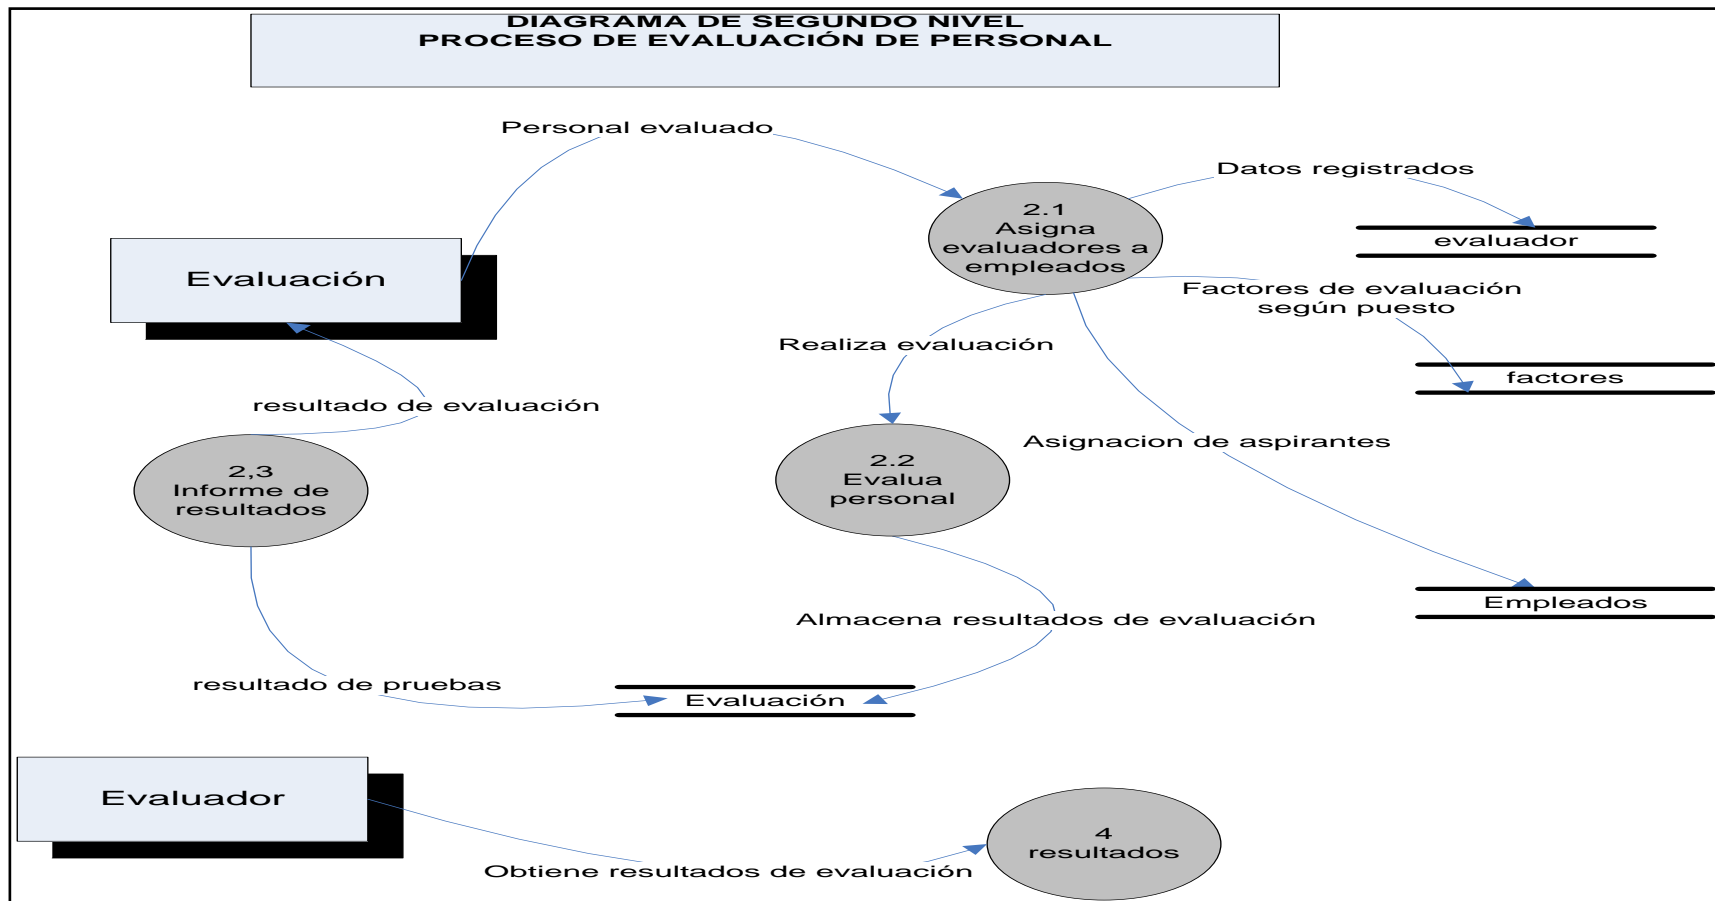 DIAGRAMA DE SEGUNDO NIVEL
PROCESO DE EVALUACIÓN DE PERSONAL
Personal evaluado
Datos registrados
2.1
Asigna
evaluadores a
empleados
evaluador
Evaluación
Factores de evaluación
según puesto
Realiza evaluación
factores
resultado de evaluación
Asignacion de aspirantes
2,3
Informe de
resultados
2.2
Evalua
personal
Empleados
Almacena resultados de evaluación
resultado de pruebas
Evaluación
Evaluador
4
resultados
Obtiene resultados de evaluación